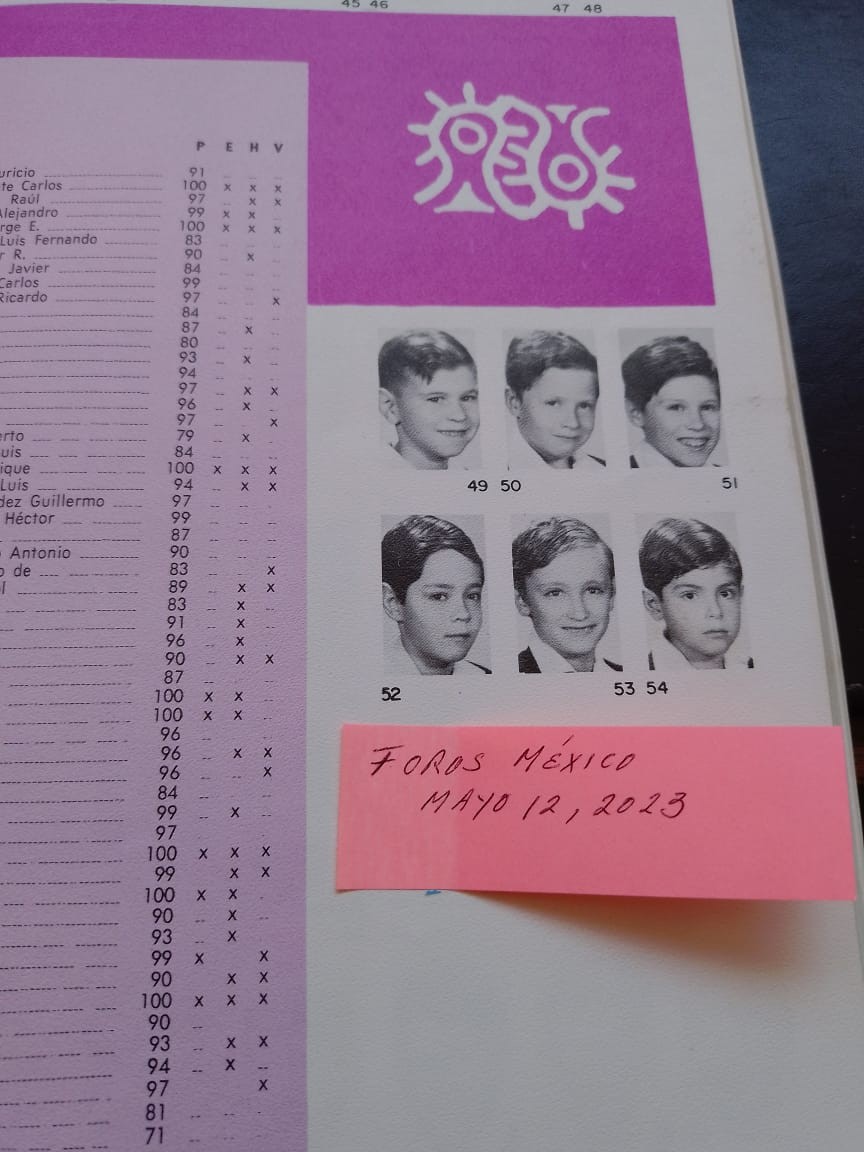 45 46
47 48
P E H V
uricio 91
te Carlos 100 x x x
Raúl 97 x x
Alejandro 99 x x
rge E. 100 x x x
Luis Fernando 83
r R. 90 x
Javier 84
Carlos 99
Ricardo 97 x
84
87 x
80
93 x
94
97 x x
96 x
97 x
erto 79 x
uis 84
ique 100 x x x
Luis 94 x x
dez Guillermo 97
Héctor 99
87
Antonio 90
o de 83 x
l 89 x x
83 x
91 x
96 x
90 x x
87
100 x x
100 x x
96
96 x x
96 x
84
99 x
97
100 x x x
99 x x
100 x x
90 x
93 x
99 x x
90 x x
100 x x x
90
93 x x
94 x
97 x
81
71
49 50
51
52
53 54
FOROS MÉXICO
MAYO 12, 2023